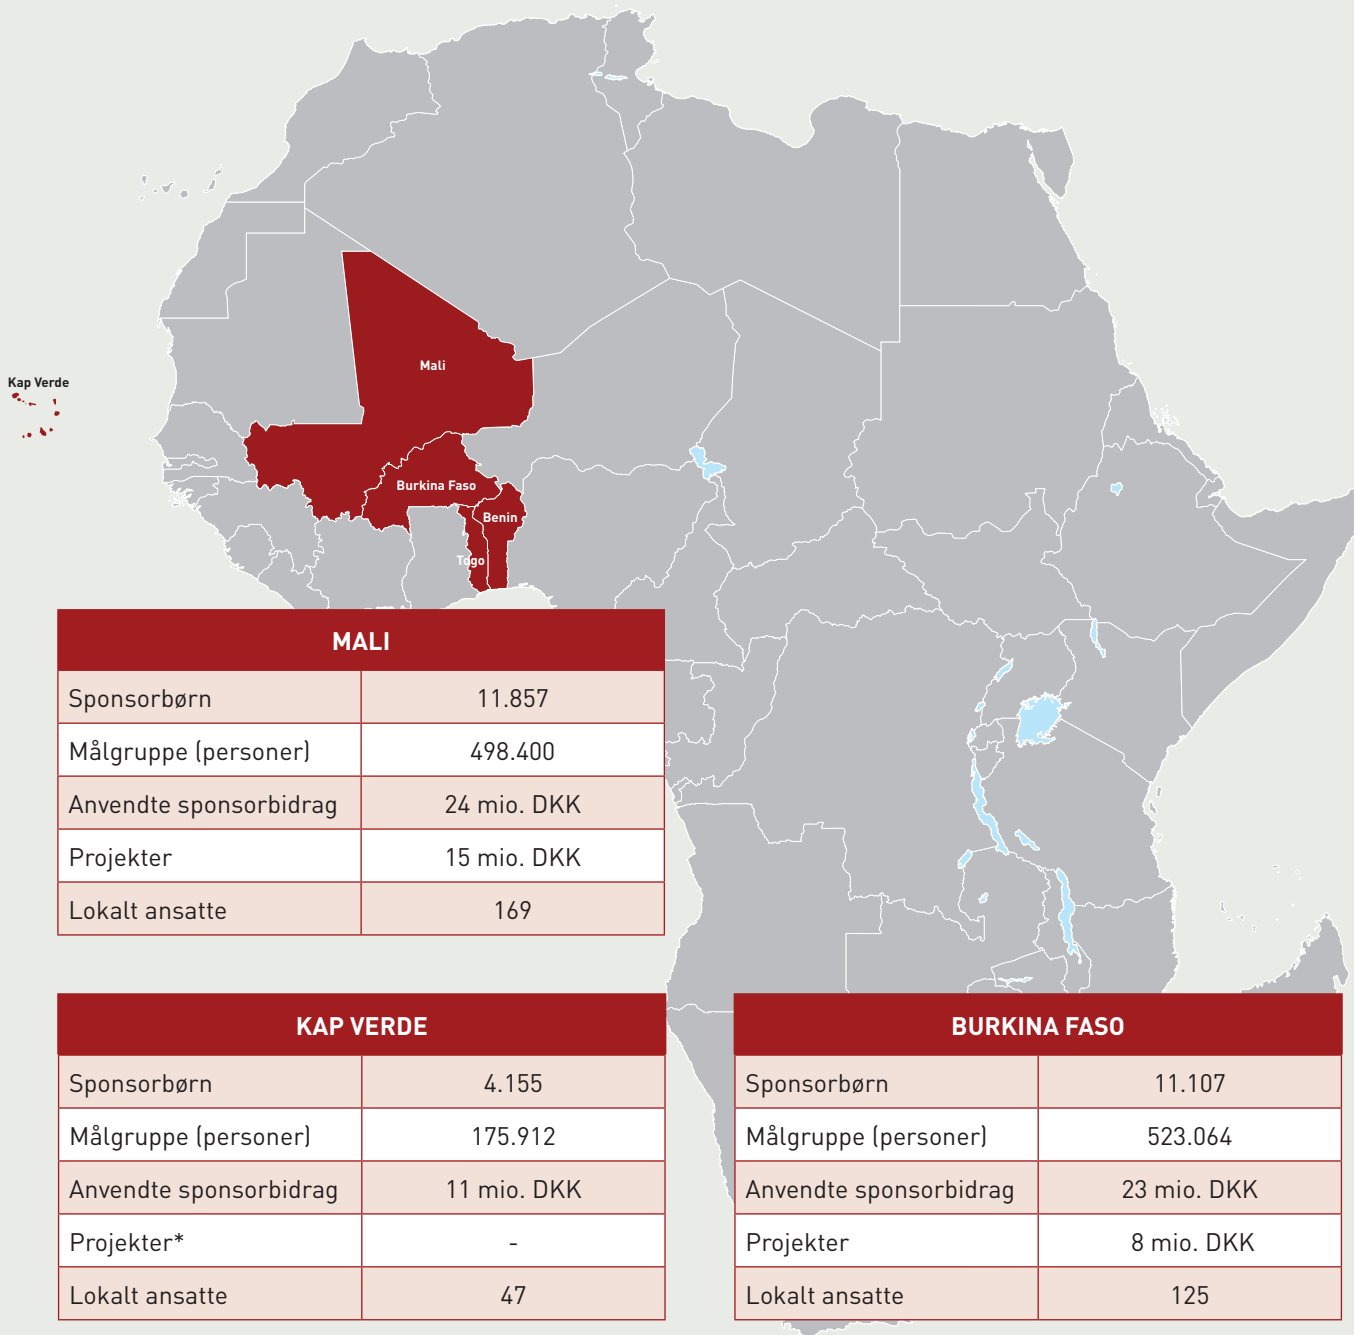 Kap Verde
Mali
Burkina Faso
Benin
Togo
MALI
Sponsorbørn 11.857
Målgruppe (personer) 498.400
Anvendte sponsorbidrag 24 mio. DKK
Projekter 15 mio. DKK
Lokalt ansatte 169
KAP VERDE
Sponsorbørn 4.155
Målgruppe (personer) 175.912
Anvendte sponsorbidrag 11 mio. DKK
Projekter* -
Lokalt ansatte 47
BURKINA FASO
Sponsorbørn 11.107
Målgruppe (personer) 523.064
Anvendte sponsorbidrag 23 mio. DKK
Projekter 8 mio. DKK
Lokalt ansatte 125